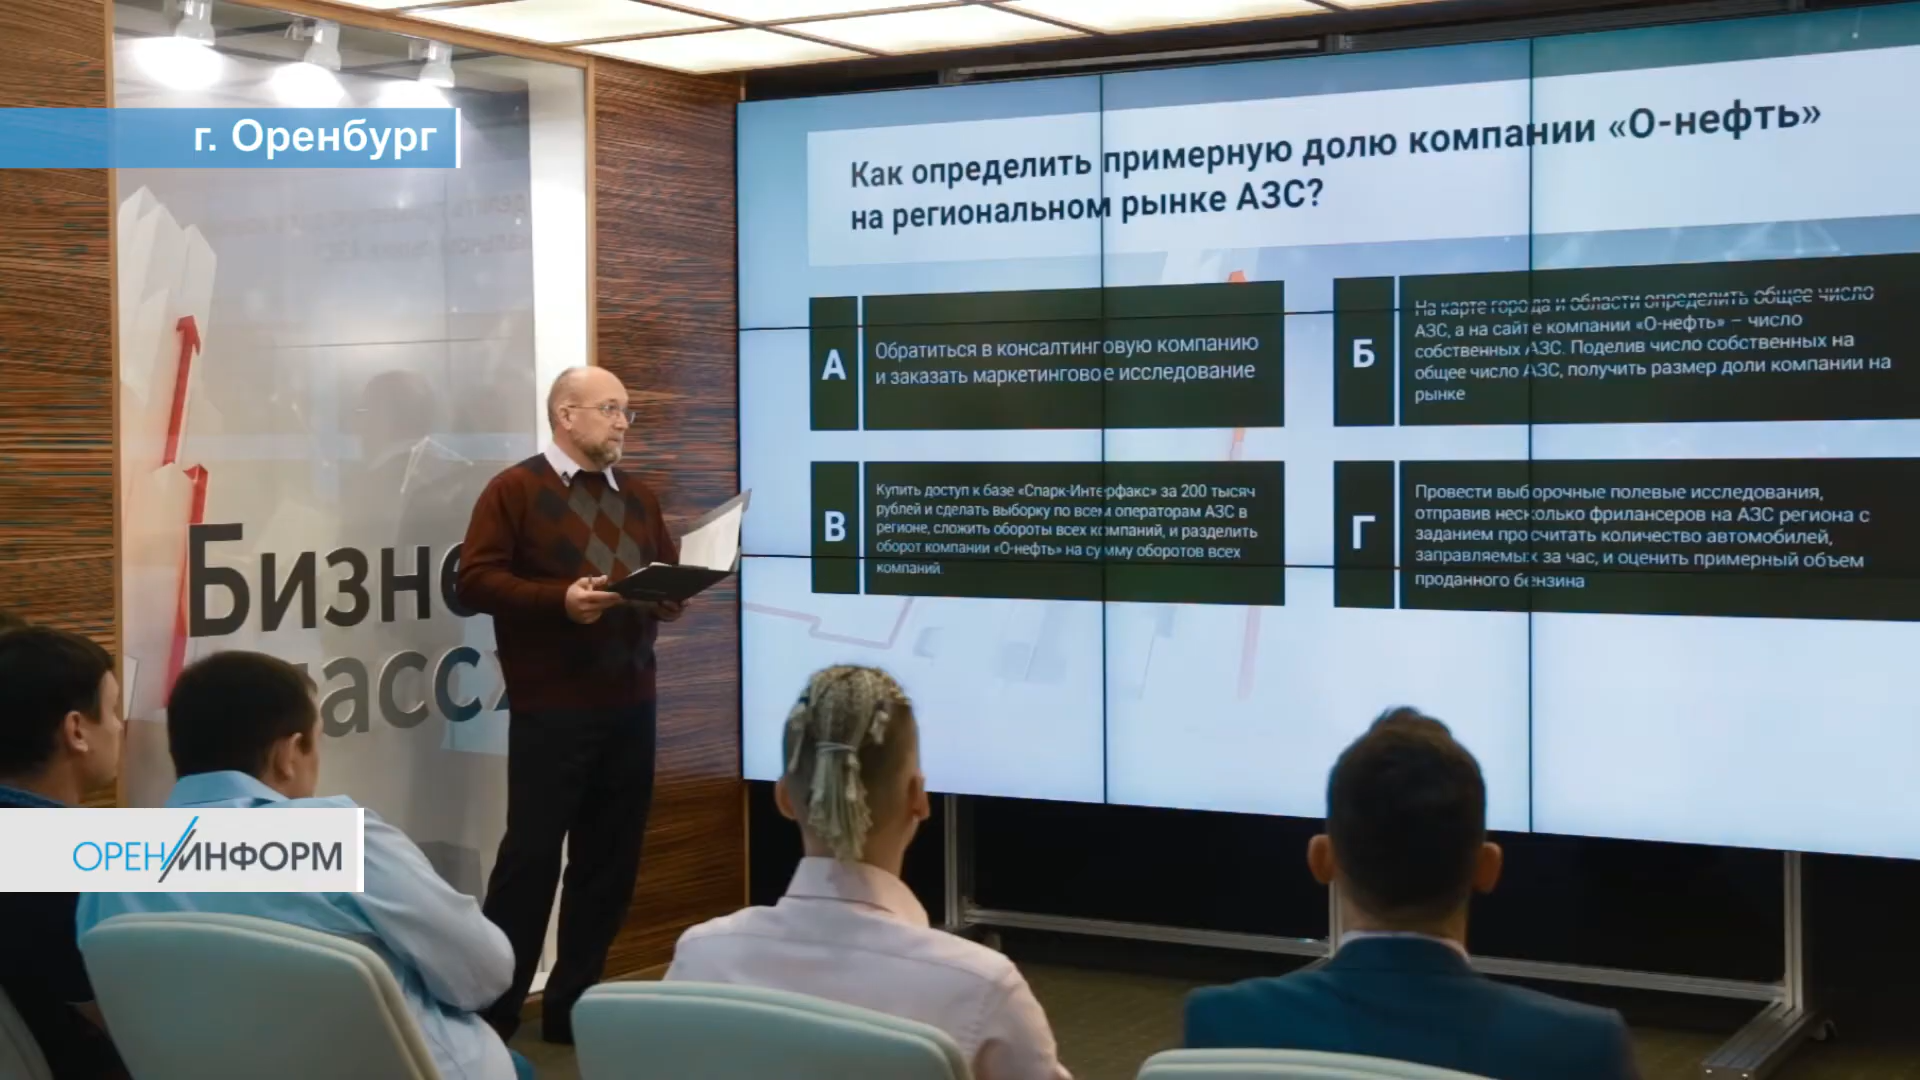 г. Оренбург
Как определить примерную долю компании «О-нефть»
на региональном рынке АЗС?
А
Обратиться в консалтинговую компанию
и заказать маркетинговое исследование
Б
На карте города и области определить общее число
АЗС, а на сайте компании «О-нефть» – число
собственных АЗС. Поделив число собственных на
общее число АЗС, получить размер доли компании на
рынке
В
Купить доступ к базе «Спарк-Интерфакс» за 200 тысяч
рублей и сделать выборку по всем операторам АЗС в
регионе, сложить обороты всех компаний, и разделить
оборот компании «О-нефть» на сумму оборотов всех
компаний.
Г
Провести выборочные полевые исследования,
отправив несколько фрилансеров на АЗС региона с
заданием просчитать количество автомобилей,
заправляемых за час, и оценить примерный объем
проданного бензина
Бизне
асс
ОРЕН/ИНФОРМ